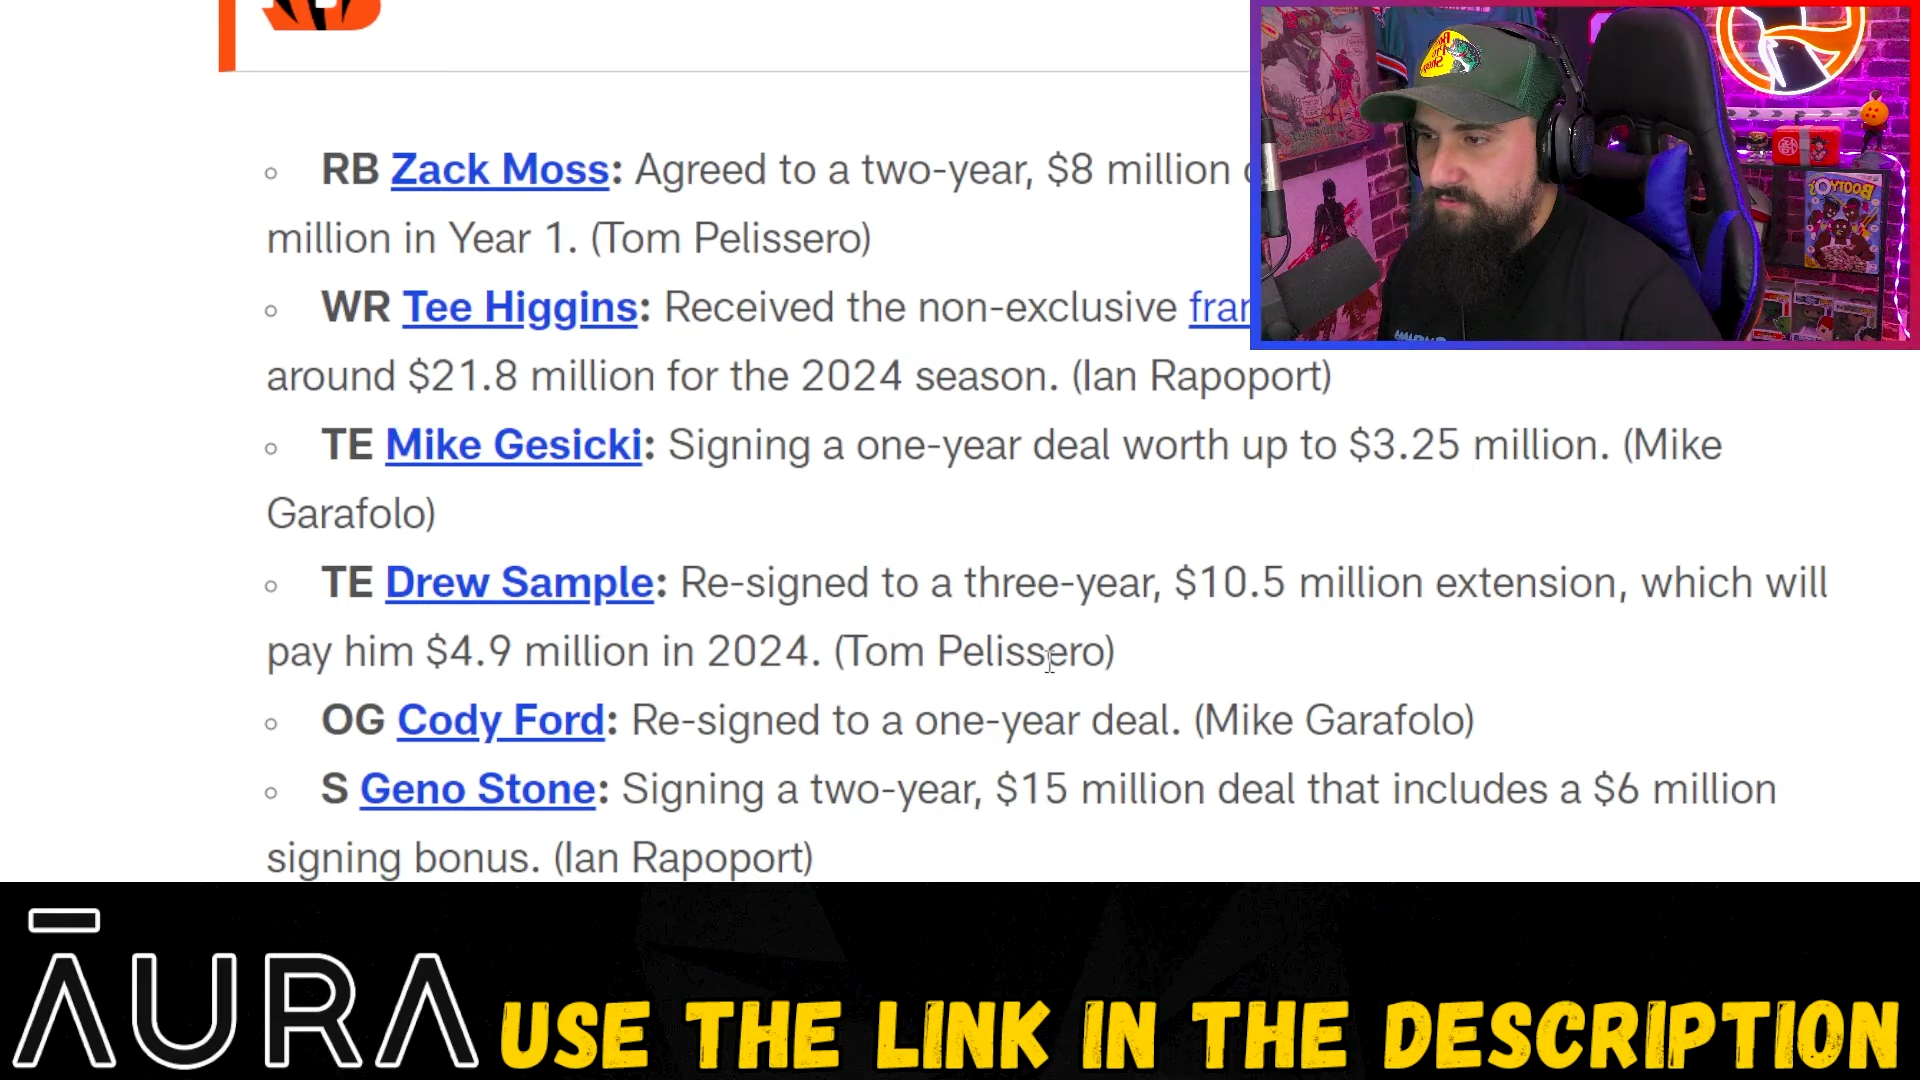 RB Zack Moss: Agreed to a two-year, $8 million
million in Year 1. (Tom Pelissero)
WR Tee Higgins: Received the non-exclusive
around $21.8 million for the 2024 season. (Ian Rapoport)
TE Mike Gesicki: Signing a one-year deal worth up to $3.25 million. (Mike
Garafolo)
TE Drew Sample: Re-signed to a three-year, $10.5 million extension, which will
pay him $4.9 million in 2024. (Tom Pelissero)
OG Cody Ford: Re-signed to a one-year deal. (Mike Garafolo)
S Geno Stone: Signing a two-year, $15 million deal that includes a $6 million
signing bonus. (Ian Rapoport)
ĀURA USE THE LINK IN THE DESCRIPTION